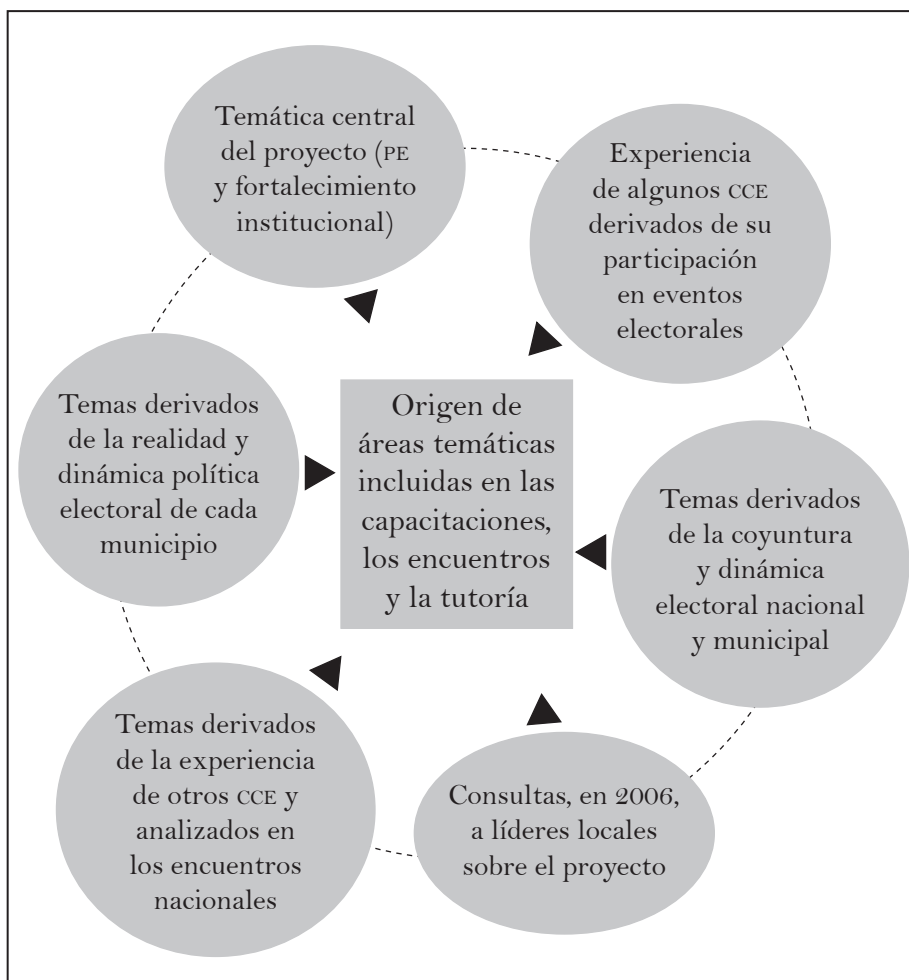 Temática central
del proyecto (PE
y fortalecimiento
institucional)
Experiencia
de algunos CCE
derivados de su
participación
en eventos
electorales
Temas derivados
de la realidad y
dinámica política
electoral de cada
municipio
Origen de
áreas temáticas
incluidas en las
capacitaciones,
los encuentros
y la tutoría
Temas derivados
de la coyuntura
y dinámica
electoral nacional
y municipal
Temas derivados
de la experiencia
de otros CCE y
analizados en
los encuentros
nacionales
Consultas, en 2006,
a líderes locales
sobre el proyecto